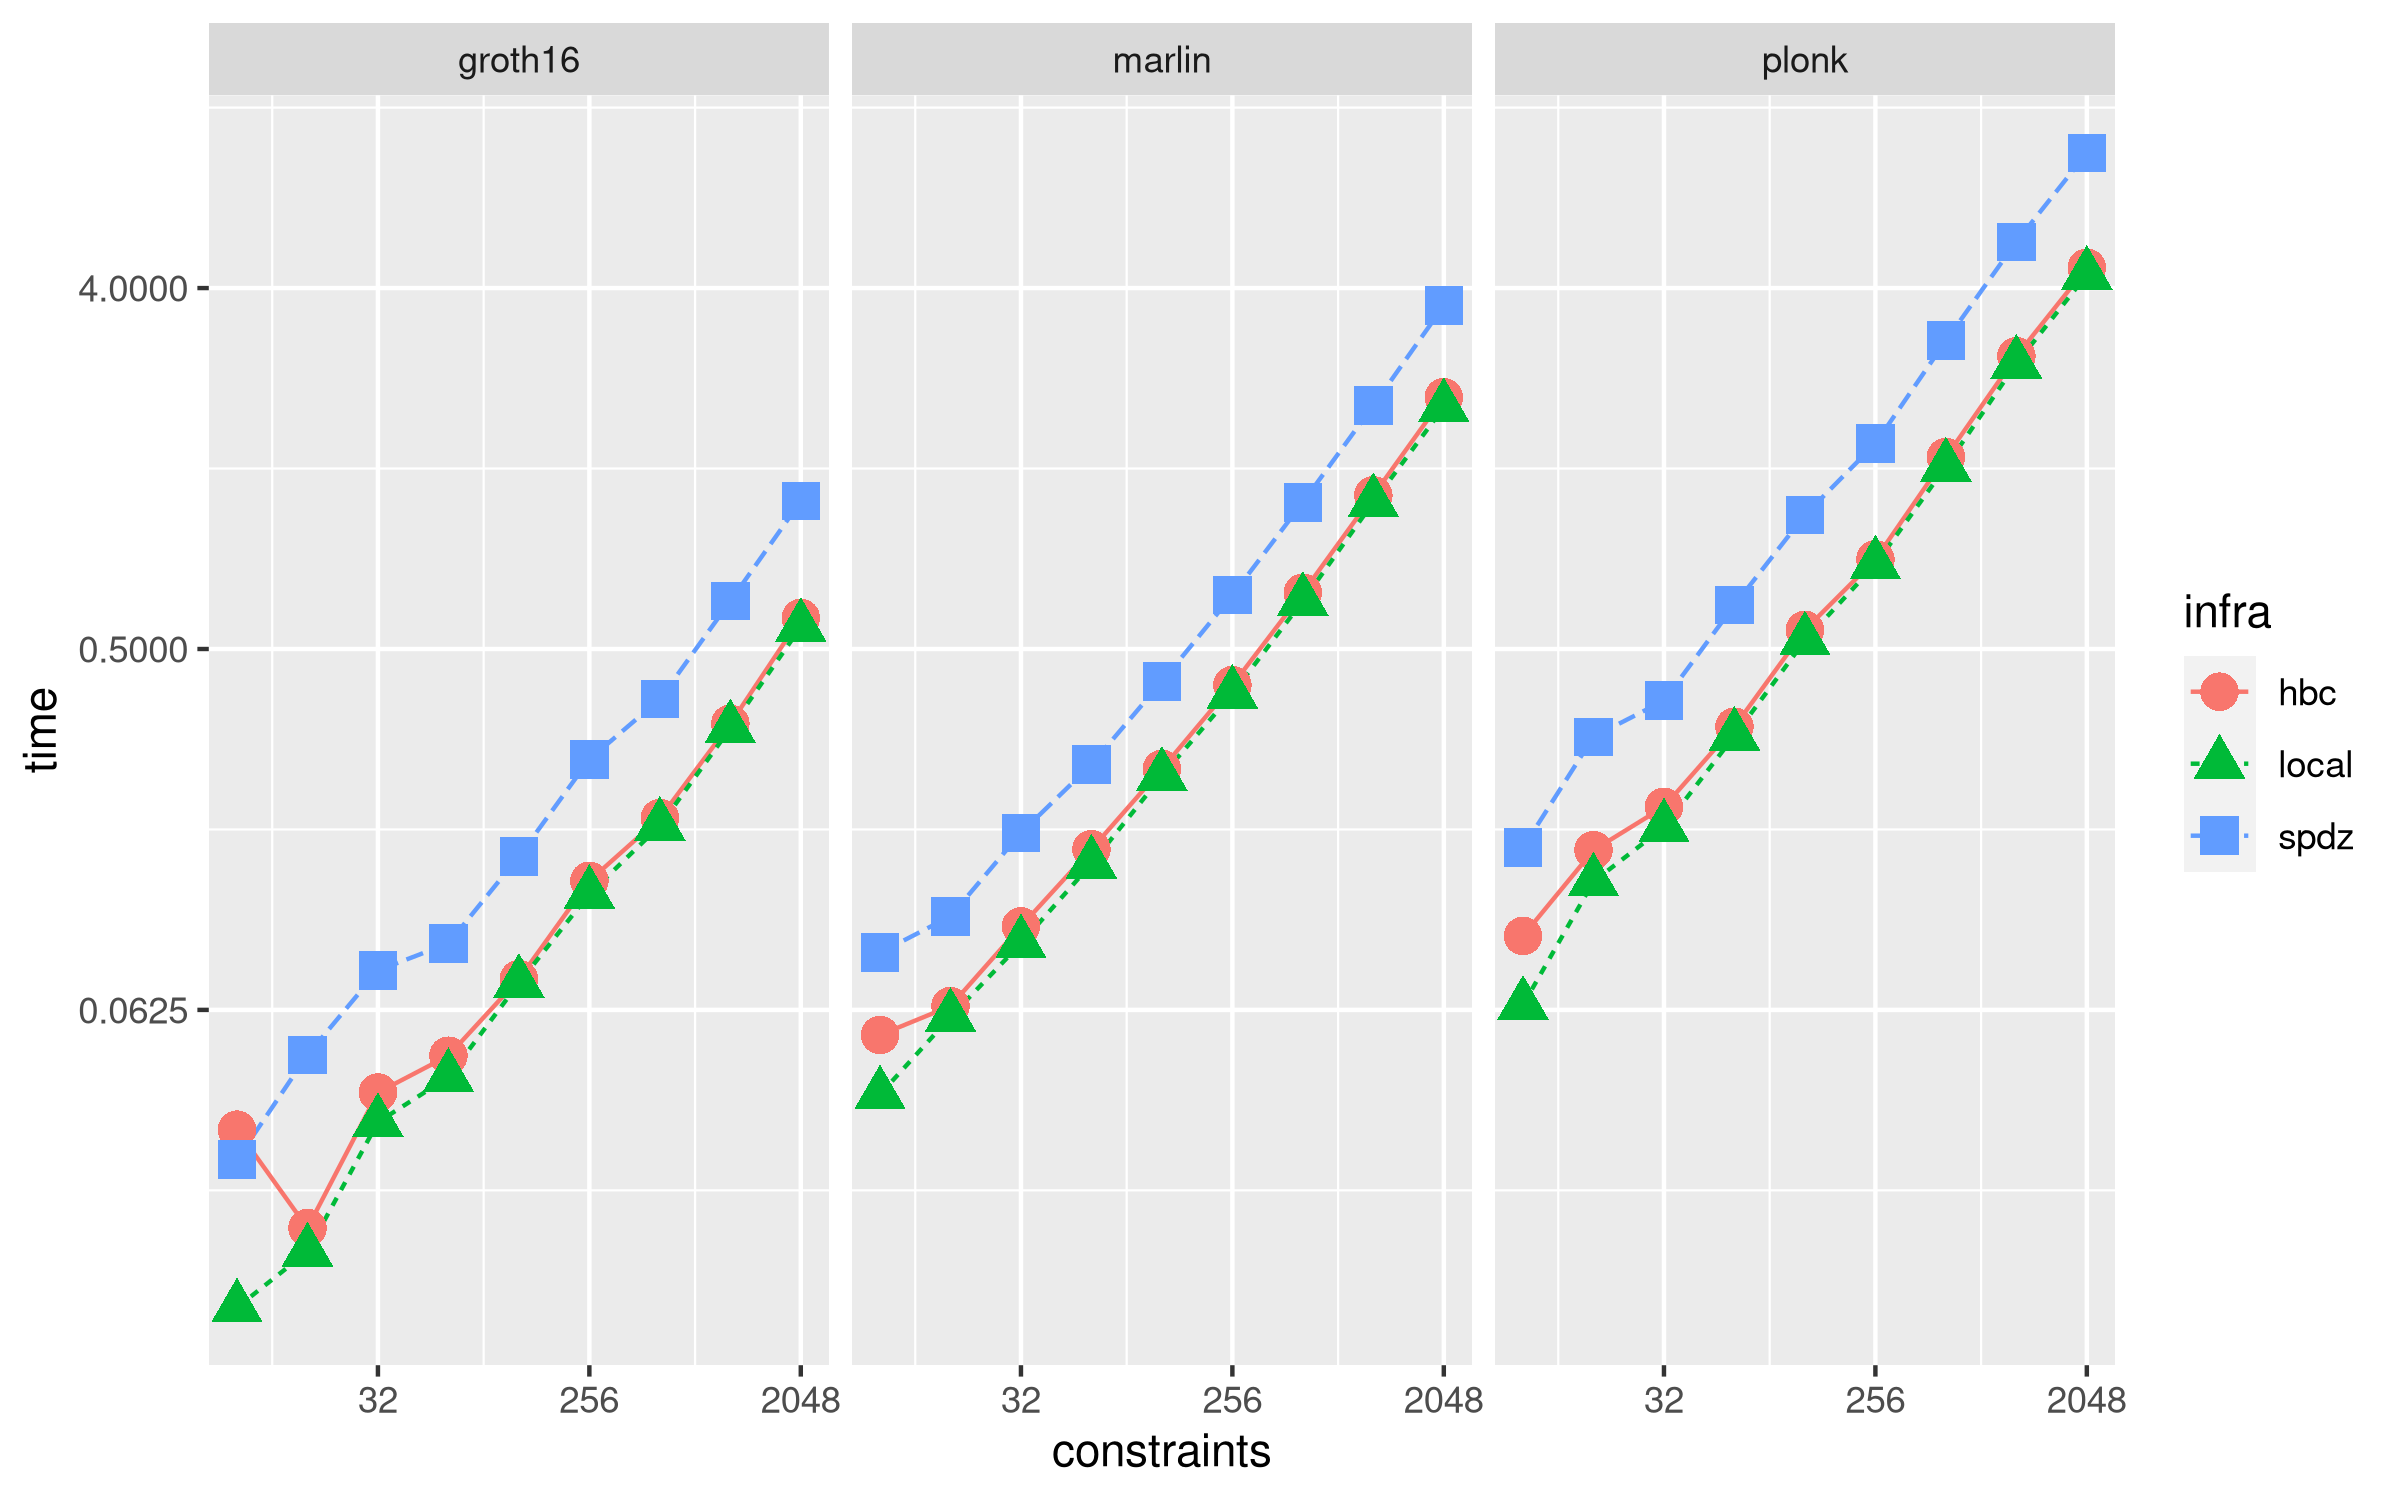 groth16 marlin plonk
4.0000
0.5000
0.0625
time
32 256 2048 32 256 2048 32 256 2048
constraints
infra
hbc
local
spdz